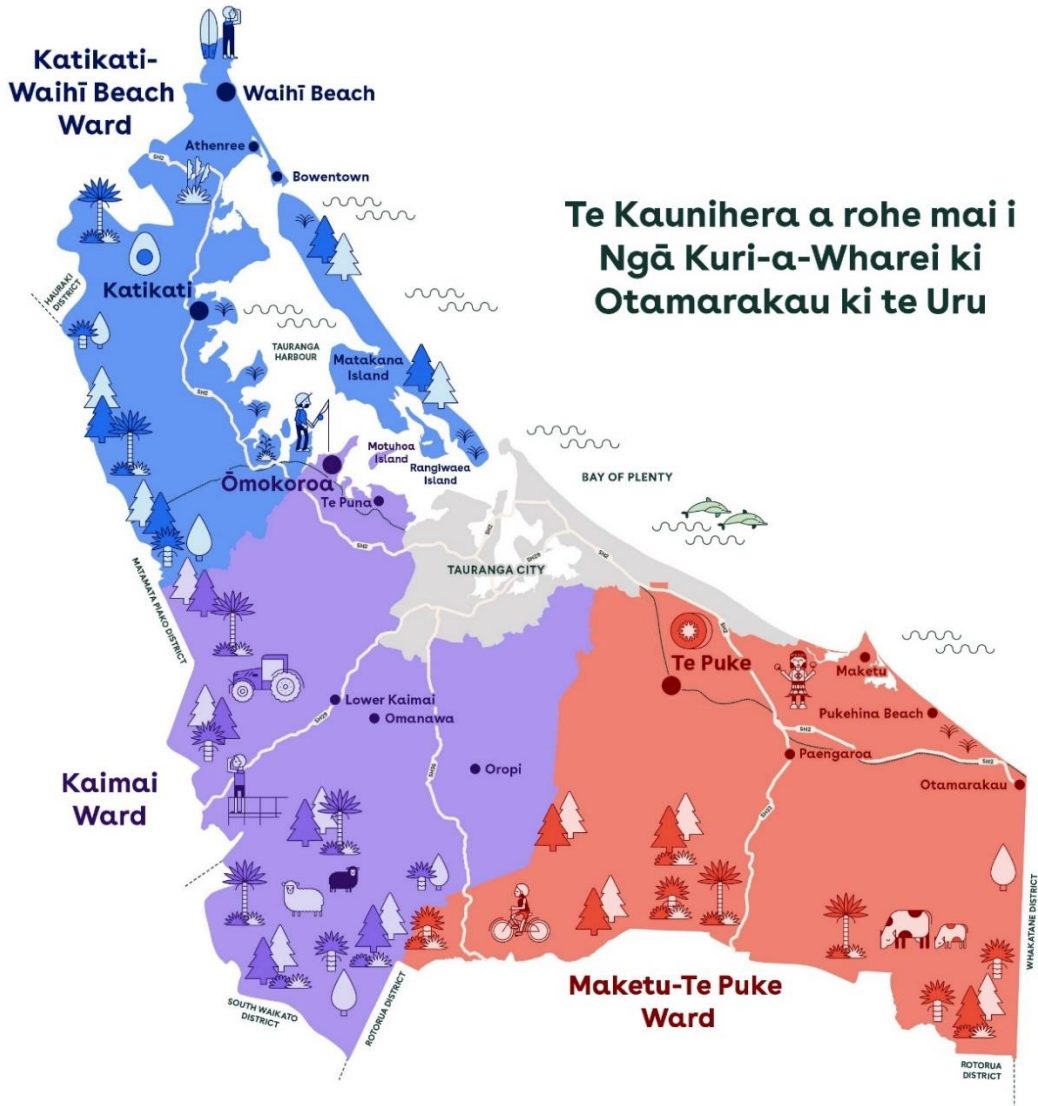 Katikati-
Waihī Beach
Ward
Waihī Beach
Athenree
SH2
Bowentown
Te Kaunihera a rohe mai i
Ngā Kuri-a-Wharei ki
Otamarakau ki te Uru
HAURAKI
DISTRICT
Katikati
TAURANGA
HARBOUR
Matakana
Island
SH2
Motuhoa
Island
Rangiwaea
Island
Ōmokoroa
Te Puna
BAY OF PLENTY
SH2
SH2
SH29
SH2
TAURANGA CITY
MATAMATA PIAKO DISTRICT
Te Puke
SH2
Maketu
Lower Kaimai
SH29
Omanawa
Pukehina Beach
SH2
Paengaroa
SH2
Oropi
SH36
Otamarakau
Kaimai
Ward
SH33
WHAKATANE DISTRICT
Maketu-Te Puke
Ward
SOUTH WAIKATO
DISTRICT
ROTORUA DISTRICT
ROTORUA
DISTRICT